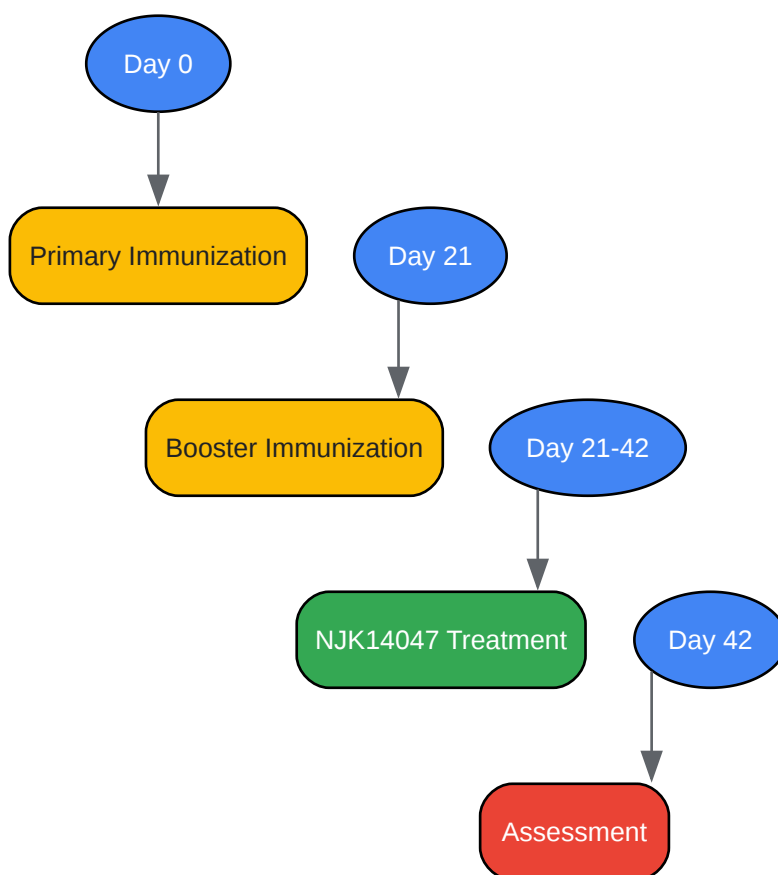 Day 0
Primary Immunization
Day 21
Booster Immunization
Day 21-42
NJK14047 Treatment
Day 42
Assessment